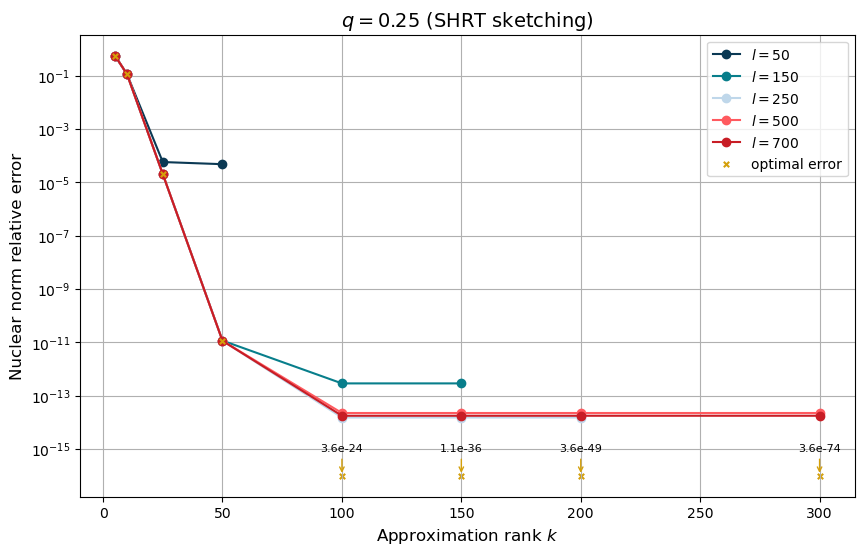 q = 0.25 (SHRT sketching)
Nuclear norm relative error
10⁻¹
10⁻³
10⁻⁵
10⁻⁷
10⁻⁹
10⁻¹¹
10⁻¹³
10⁻¹⁵
l = 50
l = 150
l = 250
l = 500
l = 700
optimal error
3.6e-24
1.1e-36
3.6e-49
3.6e-74
0 50 100 150 200 250 300
Approximation rank k